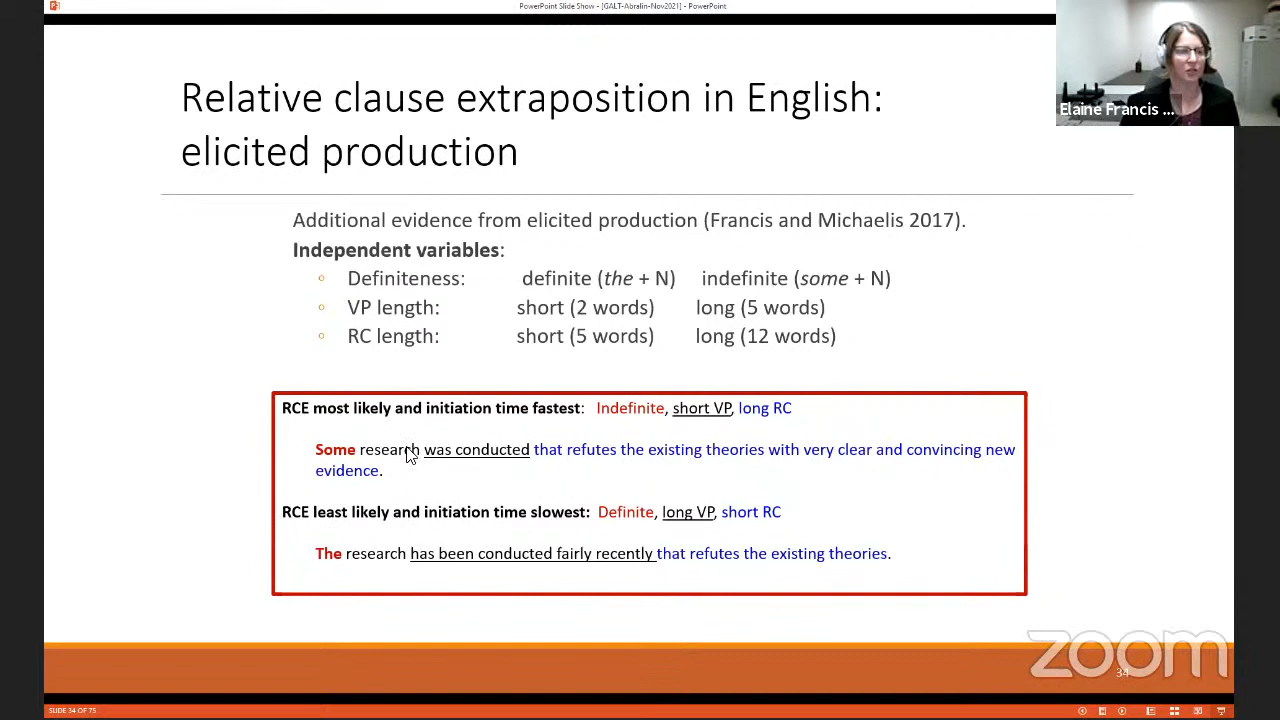 PowerPoint Slide Show - [GALT-Abralin-Nov2021] - PowerPoint
Elaine Francis ...
Relative clause extraposition in English:
elicited production
Additional evidence from elicited production (Francis and Michaelis 2017).
Independent variables:
◦ Definiteness: definite (the + N) indefinite (some + N)
◦ VP length: short (2 words) long (5 words)
◦ RC length: short (5 words) long (12 words)
RCE most likely and initiation time fastest: Indefinite, short VP, long RC
Some research was conducted that refutes the existing theories with very clear and convincing new
evidence.
RCE least likely and initiation time slowest: Definite, long VP, short RC
The research has been conducted fairly recently that refutes the existing theories.
zoom
34
SLIDE 34 OF 75